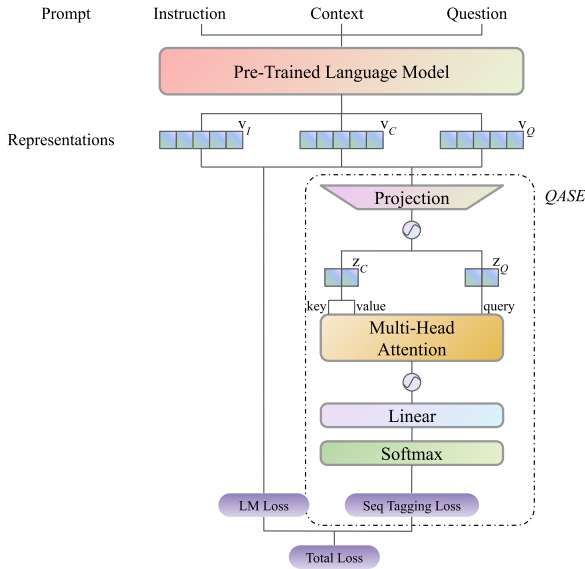 Prompt Instruction Context Question
Pre-Trained Language Model
Representations v_I v_C v_Q
QASE
Projection
z_C z_Q
key value query
Multi-Head
Attention
Linear
Softmax
LM Loss Seq Tagging Loss
Total Loss